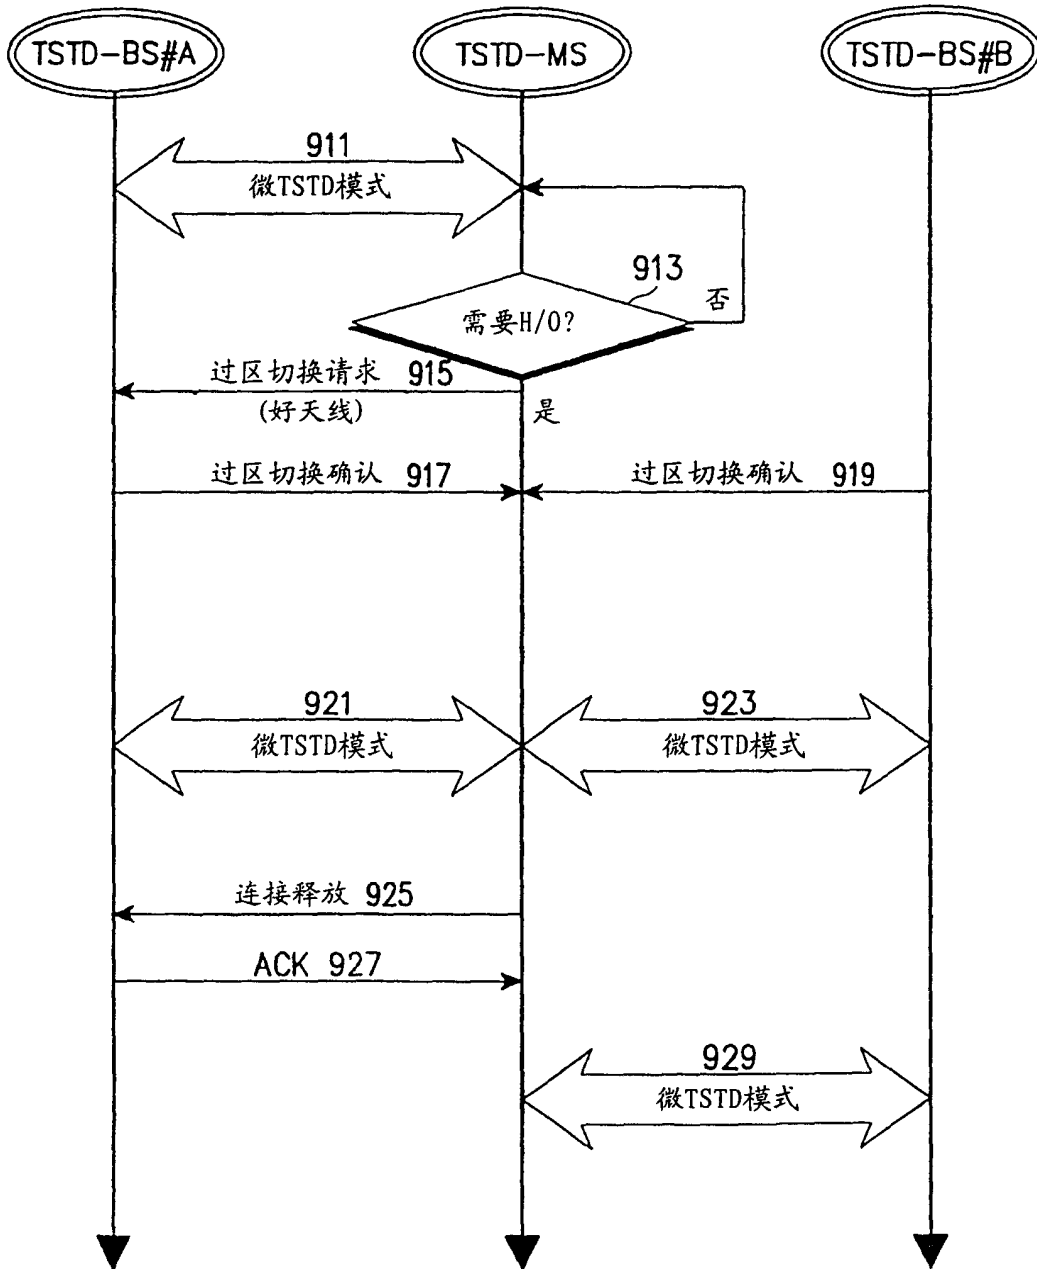 TSTD-BS#A
TSTD-MS
TSTD-BS#B
911
微TSTD模式
913
需要H/O?
否
过区切换请求 915
(好天线)
是
过区切换确认 917
过区切换确认 919
921
微TSTD模式
923
微TSTD模式
连接释放 925
ACK 927
929
微TSTD模式